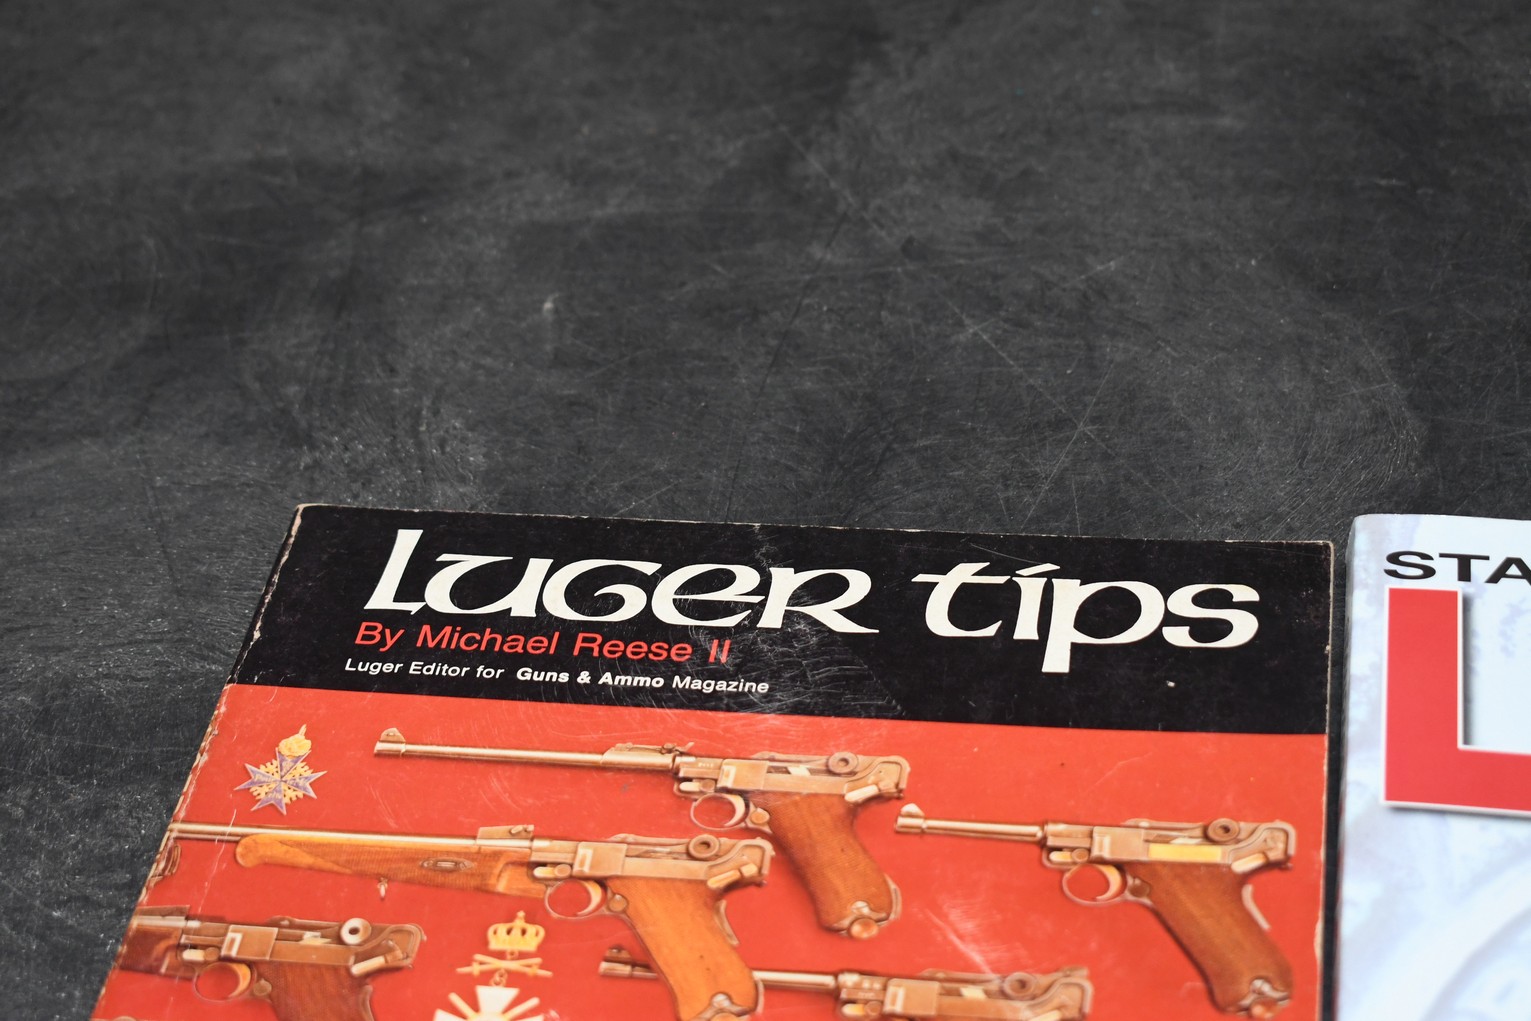 Luger tips
By Michael Reese II
Luger Editor for Guns & Ammo Magazine
STA
L